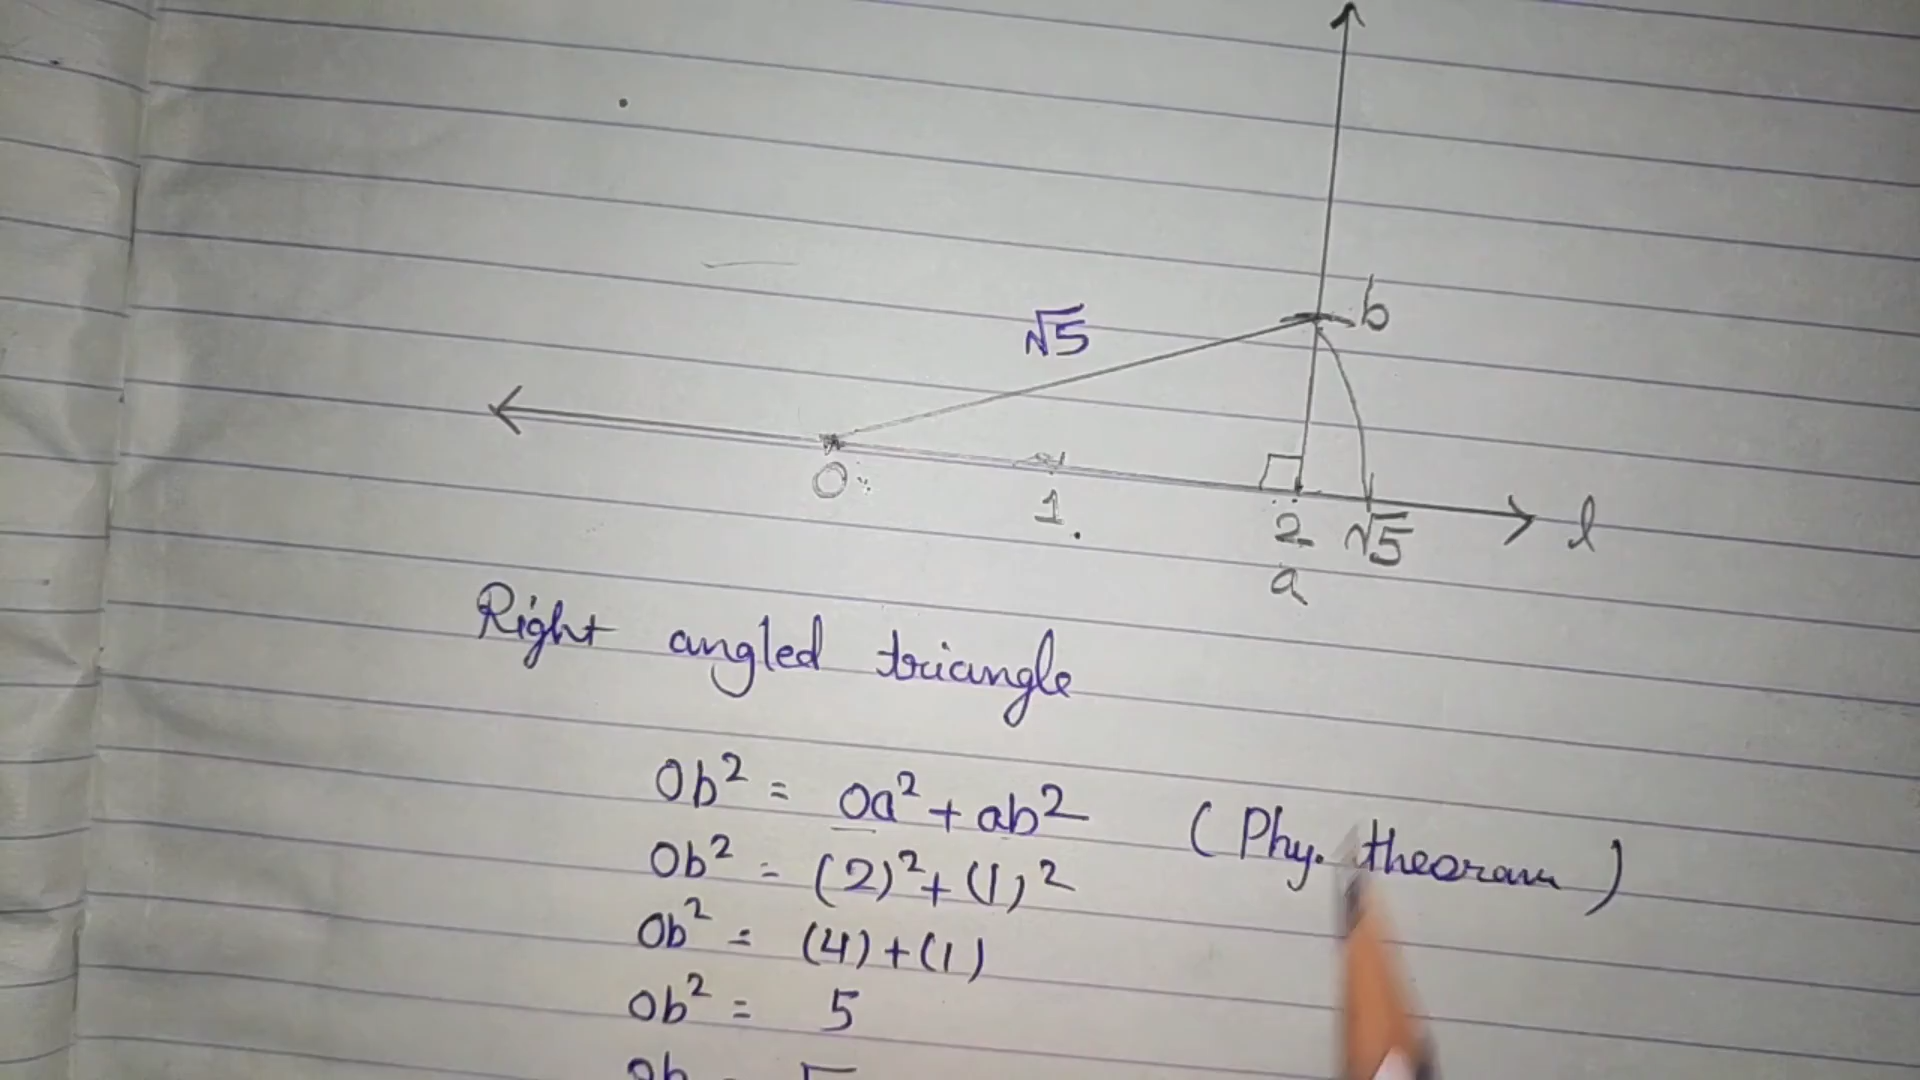 b
√5
0
1.
2 √5 l
a
Right angled triangle
Ob² = oa² + ab² (Phy. theoram)
Ob² = (2)² + (1)²
Ob² = (4) + (1)
Ob² = 5